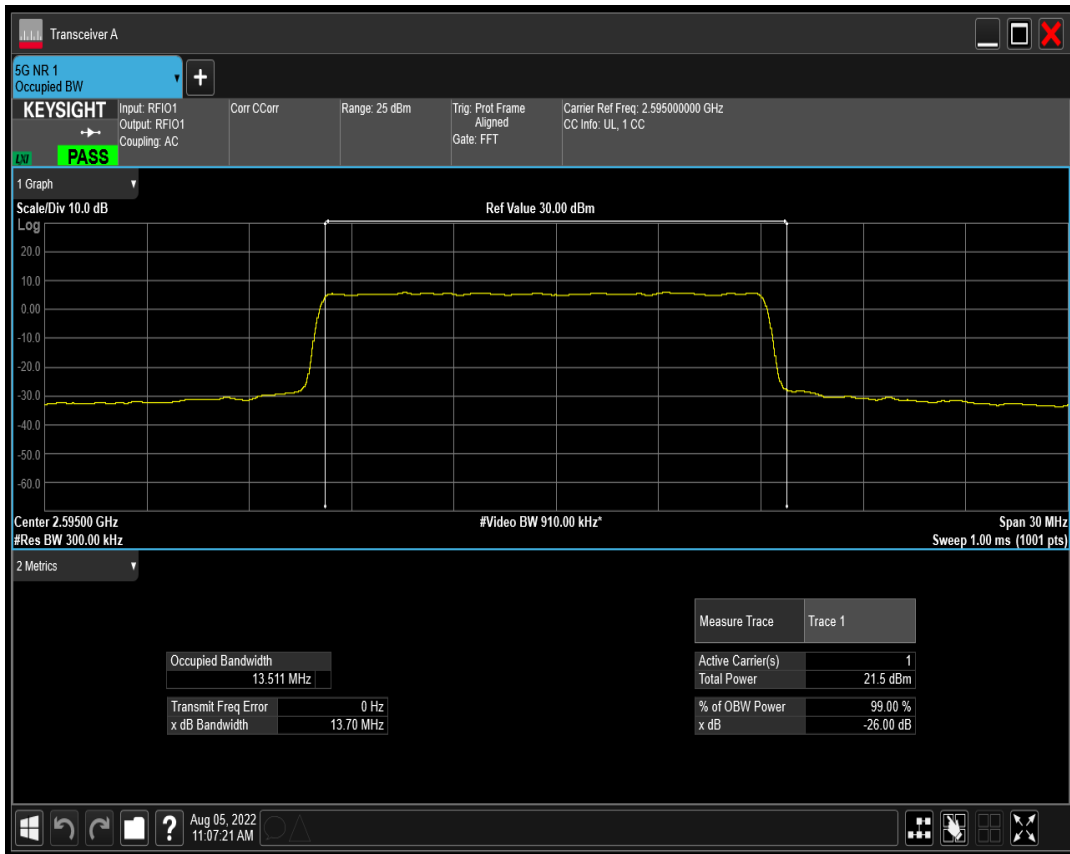 Transceiver A
5G NR 1
Occupied BW
+
KEYSIGHT
LXI
PASS
Input: RFIO1
Output: RFIO1
Coupling: AC
Corr CCorr
Range: 25 dBm
Trig: Prot Frame
Aligned
Gate: FFT
Carrier Ref Freq: 2.595000000 GHz
CC Info: UL, 1 CC
1 Graph
Scale/Div 10.0 dB
Ref Value 30.00 dBm
Log
20.0
10.0
0.00
-10.0
-20.0
-30.0
-40.0
-50.0
-60.0
Center 2.59500 GHz
#Video BW 910.00 kHz*
Span 30 MHz
#Res BW 300.00 kHz
Sweep 1.00 ms (1001 pts)
2 Metrics
Measure Trace Trace 1
Occupied Bandwidth
13.511 MHz
Active Carrier(s) 1
Total Power 21.5 dBm
Transmit Freq Error 0 Hz
x dB Bandwidth 13.70 MHz
% of OBW Power 99.00 %
x dB -26.00 dB
?
Aug 05, 2022
11:07:21 AM